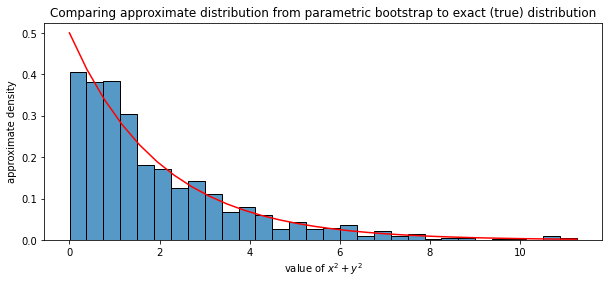 Comparing approximate distribution from parametric bootstrap to exact (true) distribution
approximate density
0.5
0.4
0.3
0.2
0.1
0.0
0 2 4 6 8 10
value of x² + y²